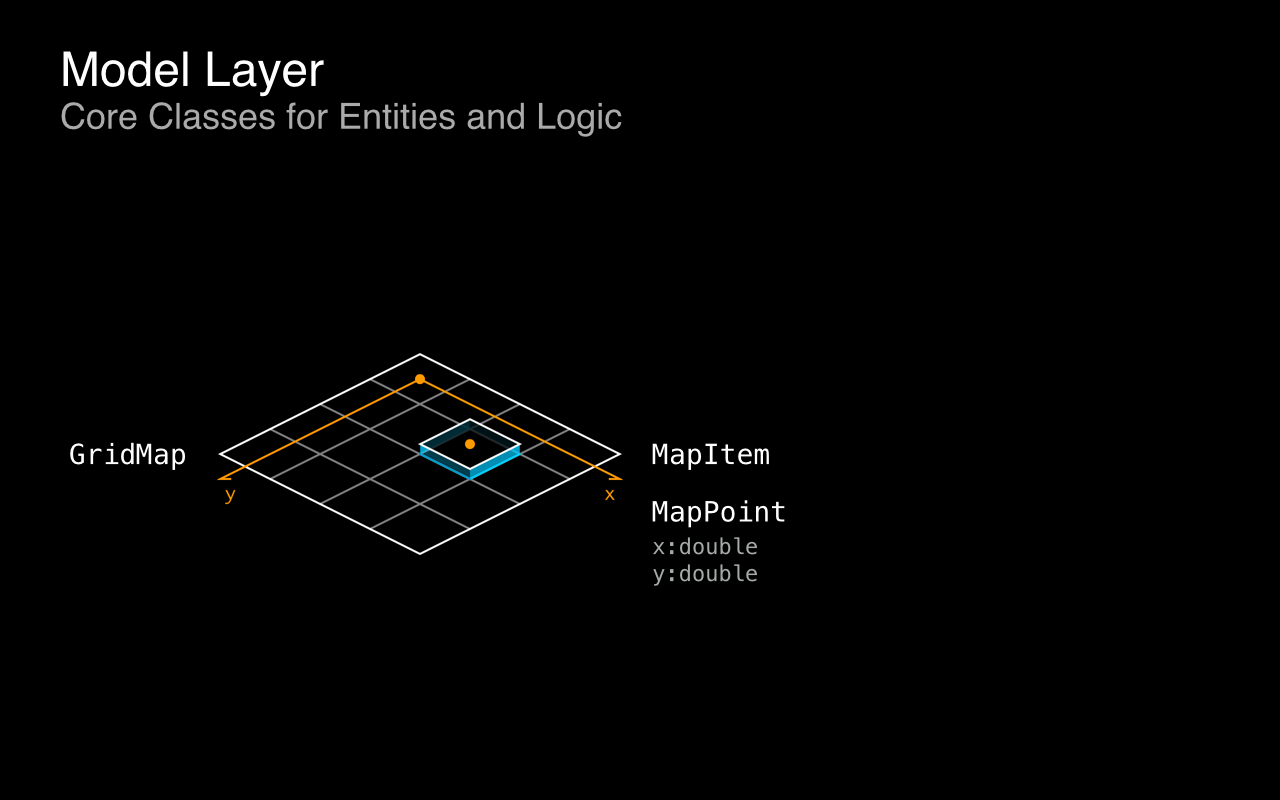 Model Layer
Core Classes for Entities and Logic
GridMap
y
x
MapItem
MapPoint
x:double
y:double